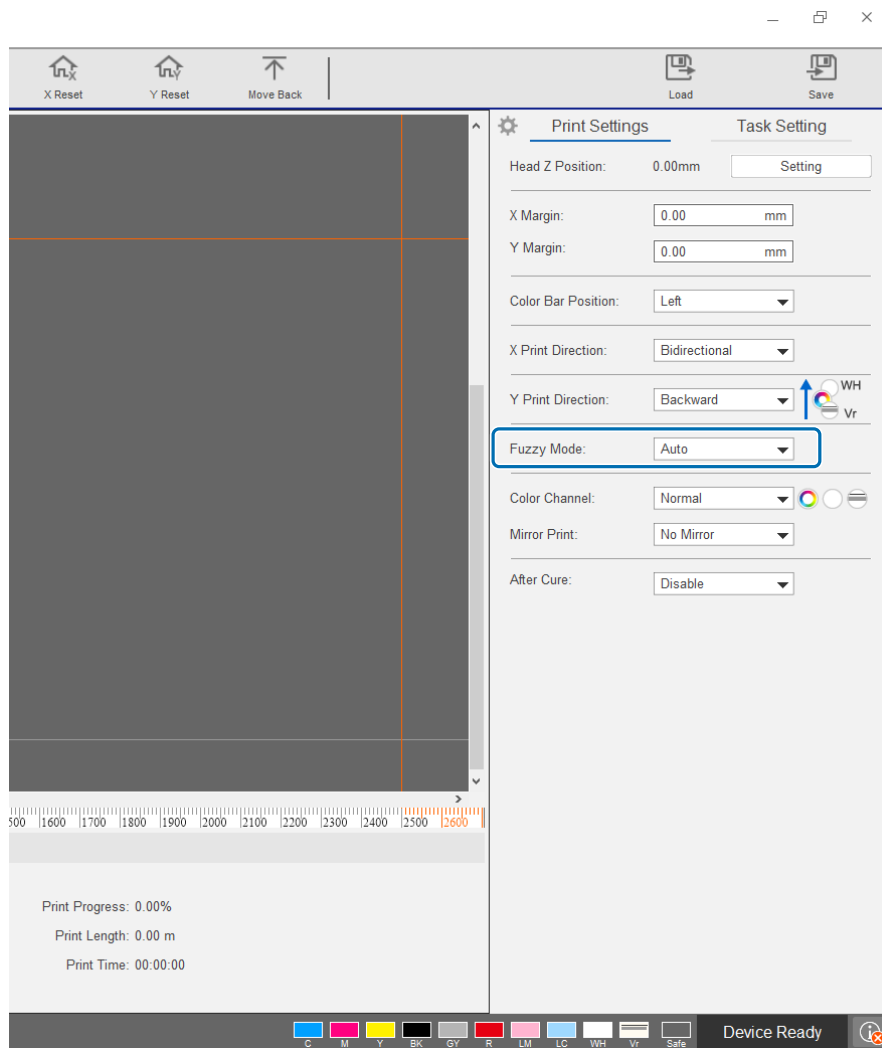 X Reset
Y Reset
Move Back
Load
Save
Print Settings
Task Setting
Head Z Position: 0.00mm Setting
X Margin: 0.00 mm
Y Margin: 0.00 mm
Color Bar Position: Left
X Print Direction: Bidirectional
Y Print Direction: Backward
WH
Vr
Fuzzy Mode: Auto
Color Channel: Normal
Mirror Print: No Mirror
After Cure: Disable
500 1600 1700 1800 1900 2000 2100 2200 2300 2400 2500 2600
Print Progress: 0.00%
Print Length: 0.00 m
Print Time: 00:00:00
C M Y BK GY R LM LC WH Vr Safe
Device Ready